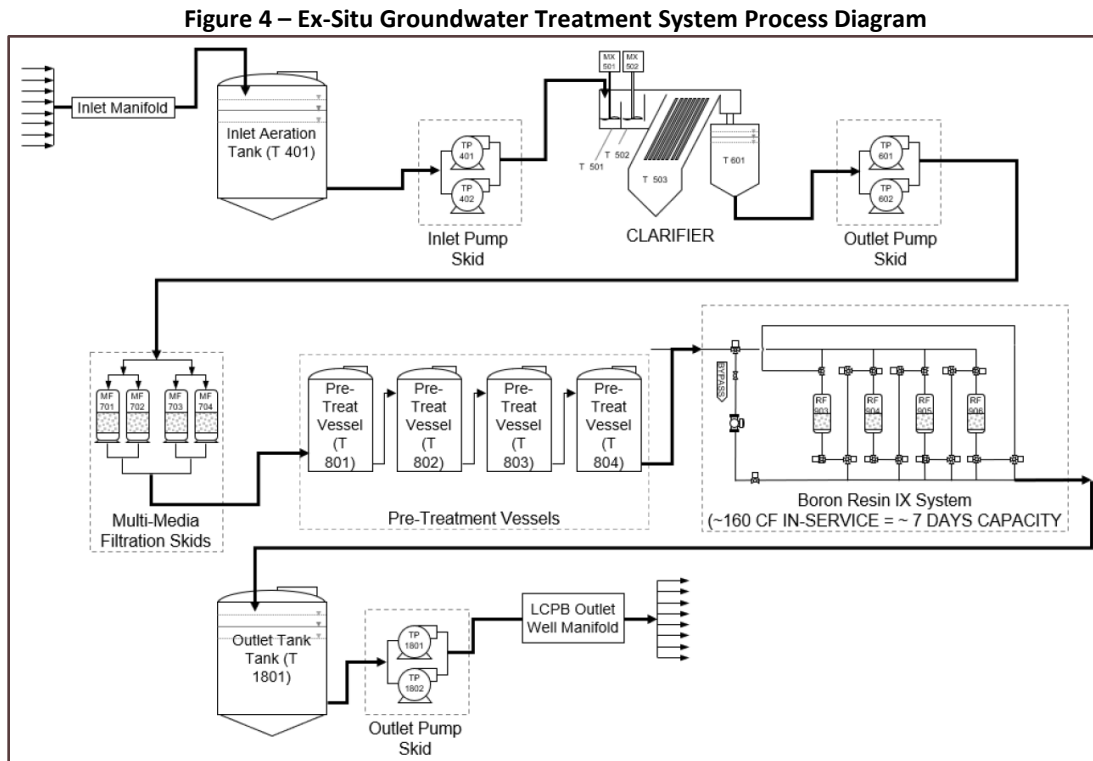 Figure 4 – Ex-Situ Groundwater Treatment System Process Diagram
Inlet Manifold
Inlet Aeration
Tank (T 401)
TP
401
TP
402
Inlet Pump
Skid
MX
501
MX
502
T 501
T 502
T 503
T 601
CLARIFIER
TP
601
TP
602
Outlet Pump
Skid
MF
701
MF
702
MF
703
MF
704
Multi-Media
Filtration Skids
Pre-
Treat
Vessel
(T
801)
Pre-
Treat
Vessel
(T
802)
Pre-
Treat
Vessel
(T
803)
Pre-
Treat
Vessel
(T
804)
Pre-Treatment Vessels
BYPASS
RF
903
RF
904
RF
905
RF
906
Boron Resin IX System
(~160 CF IN-SERVICE = ~ 7 DAYS CAPACITY
Outlet Tank
Tank (T
1801)
TP
1801
TP
1802
Outlet Pump
Skid
LCPB Outlet
Well Manifold